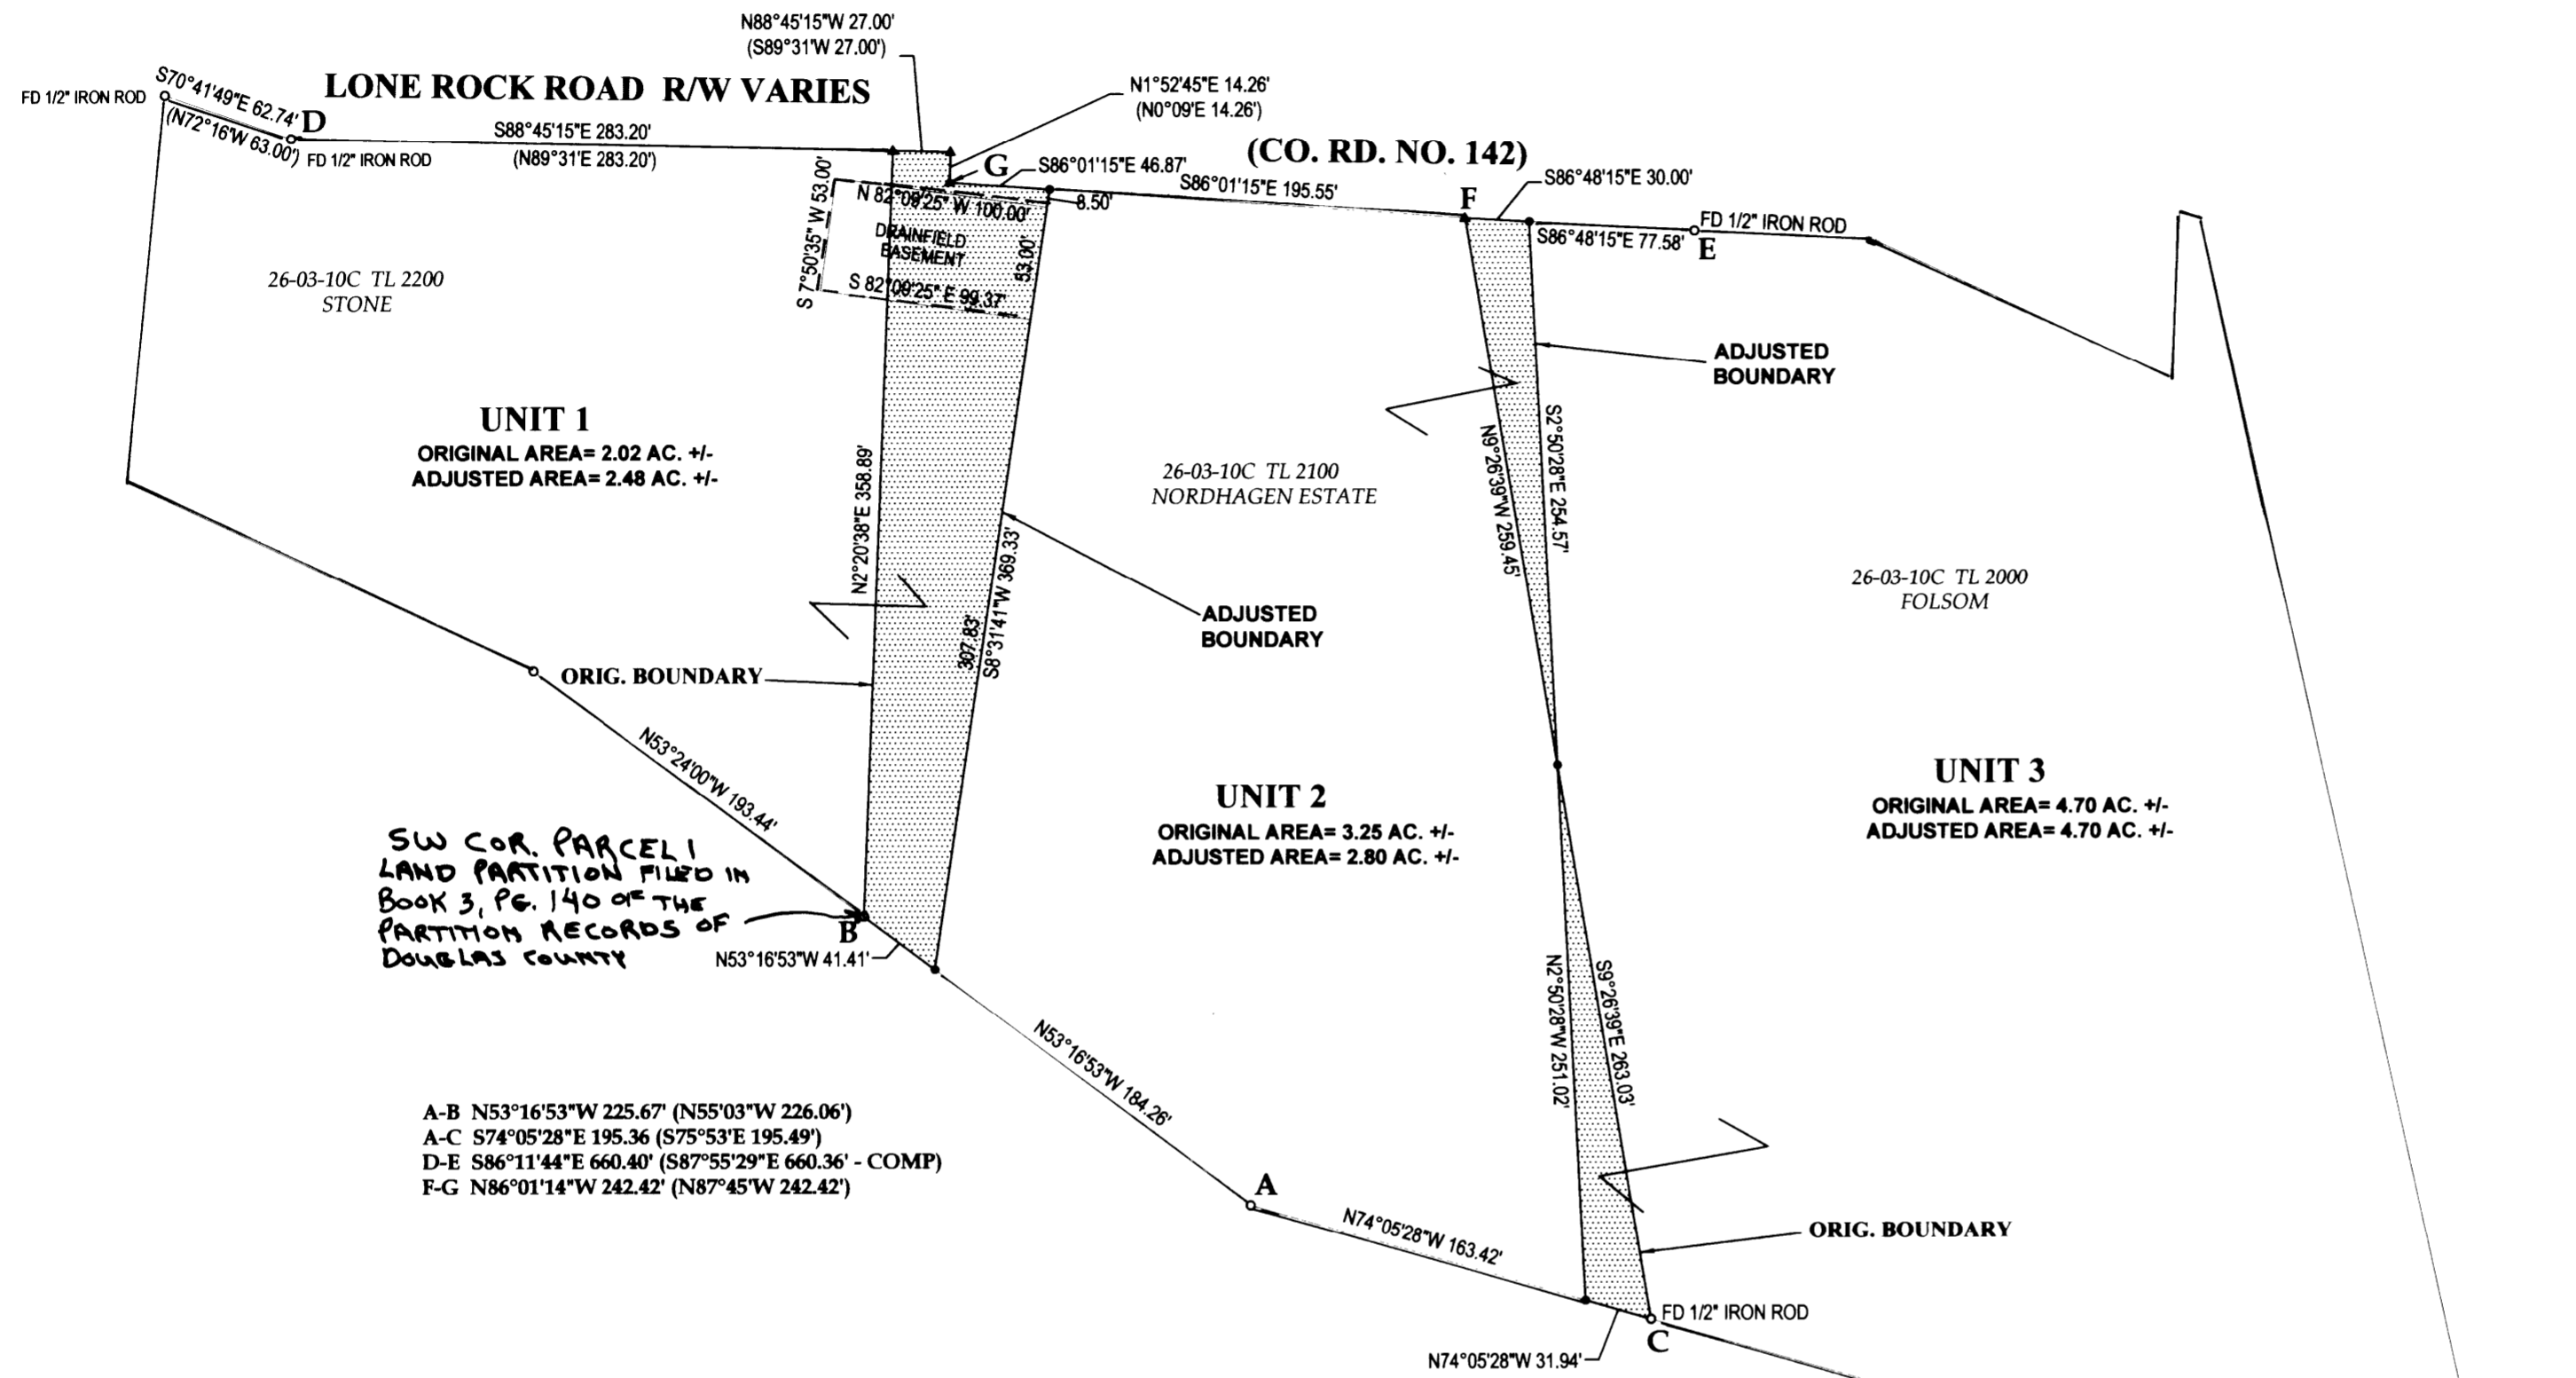 N88°45'15"W 27.00'
(S89°31'W 27.00')
S70°41'49"E 62.74'
(N72°16'W 63.00')
FD 1/2" IRON ROD
D
FD 1/2" IRON ROD
LONE ROCK ROAD R/W VARIES
S88°45'15"E 283.20'
(N89°31'E 283.20')
N1°52'45"E 14.26'
(N0°09'E 14.26')
G
S86°01'15"E 46.87'
(CO. RD. NO. 142)
S86°01'15"E 195.55'
F
S86°48'15"E 30.00'
S86°48'15"E 77.58'
FD 1/2" IRON ROD
E
S 7°50'35" W 53.00'
N 82°09'25" W 100.00'
8.50'
DRAINFIELD
EASEMENT
53.00'
S 82°09'25" E 99.37'
26-03-10C TL 2200
STONE
UNIT 1
ORIGINAL AREA= 2.02 AC. +/-
ADJUSTED AREA= 2.48 AC. +/-
N2°20'38"E 358.89'
307.83'
S8°31'41"W 369.33'
ADJUSTED
BOUNDARY
ORIG. BOUNDARY
26-03-10C TL 2100
NORDHAGEN ESTATE
N9°26'39"W 259.45'
S2°50'28"E 254.57'
ADJUSTED
BOUNDARY
26-03-10C TL 2000
FOLSOM
UNIT 2
ORIGINAL AREA= 3.25 AC. +/-
ADJUSTED AREA= 2.80 AC. +/-
UNIT 3
ORIGINAL AREA= 4.70 AC. +/-
ADJUSTED AREA= 4.70 AC. +/-
N53°24'00"W 193.44'
SW COR. PARCEL 1
LAND PARTITION FILED IN
BOOK 3, PG. 140 OF THE
PARTITION RECORDS OF
DOUGLAS COUNTY
B
N53°16'53"W 41.41'
N53°16'53"W 184.26'
N2°50'28"W 251.02'
S9°26'39"E 263.03'
A
N74°05'28"W 163.42'
ORIG. BOUNDARY
FD 1/2" IRON ROD
C
N74°05'28"W 31.94'
A-B N53°16'53"W 225.67' (N55°03"W 226.06')
A-C S74°05'28"E 195.36 (S75°53'E 195.49')
D-E S86°11'44"E 660.40' (S87°55'29"E 660.36' - COMP)
F-G N86°01'14"W 242.42' (N87°45'W 242.42')